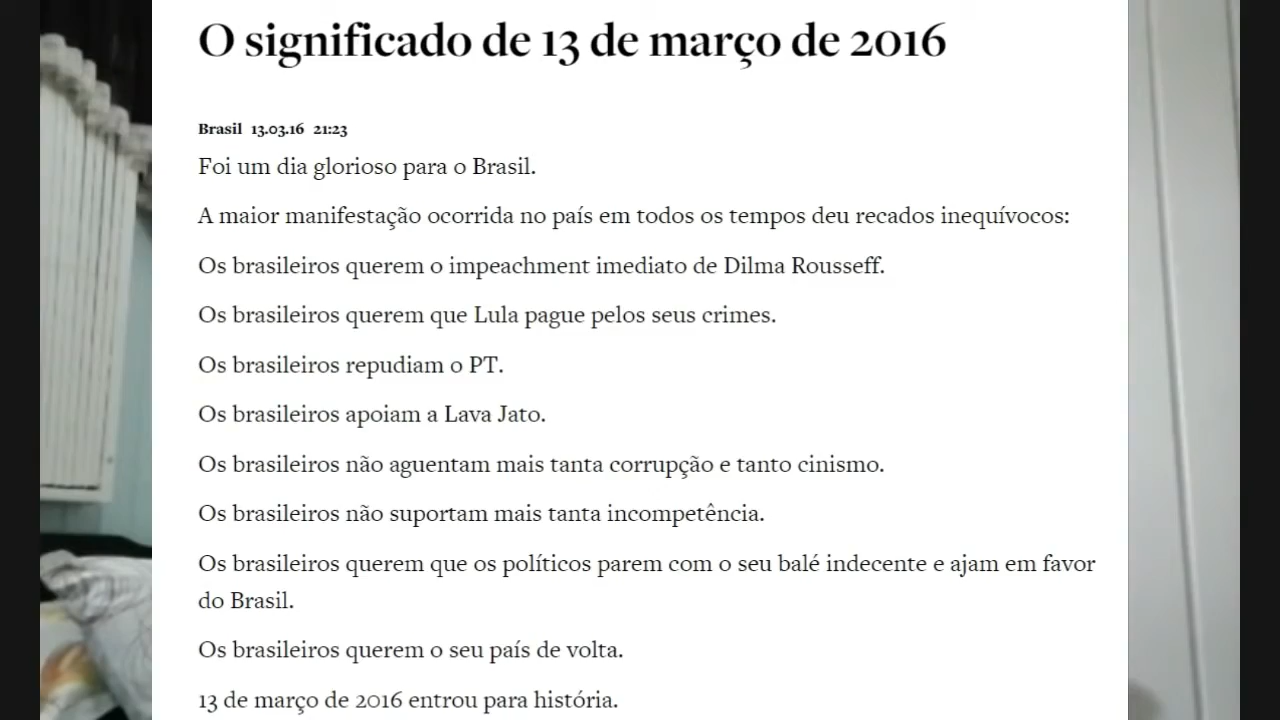 O significado de 13 de março de 2016
Brasil 13.03.16 21:23
Foi um dia glorioso para o Brasil.
A maior manifestação ocorrida no país em todos os tempos deu recados inequívocos:
Os brasileiros querem o impeachment imediato de Dilma Rousseff.
Os brasileiros querem que Lula pague pelos seus crimes.
Os brasileiros repudiam o PT.
Os brasileiros apoiam a Lava Jato.
Os brasileiros não aguentam mais tanta corrupção e tanto cinismo.
Os brasileiros não suportam mais tanta incompetência.
Os brasileiros querem que os políticos parem com o seu balé indecente e ajam em favor
do Brasil.
Os brasileiros querem o seu país de volta.
13 de março de 2016 entrou para história.